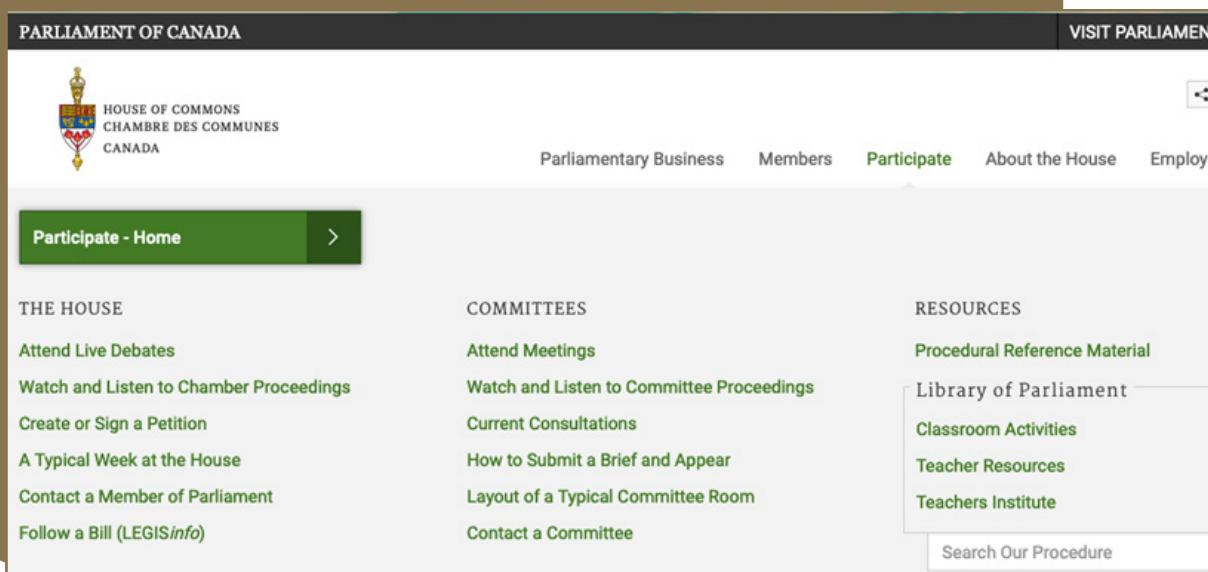 PARLIAMENT OF CANADA
VISIT PARLIAMEN
HOUSE OF COMMONS
CHAMBRE DES COMMUNES
CANADA
Parliamentary Business Members Participate About the House Employ
Participate - Home
THE HOUSE
Attend Live Debates
Watch and Listen to Chamber Proceedings
Create or Sign a Petition
A Typical Week at the House
Contact a Member of Parliament
Follow a Bill (LEGISinfo)
COMMITTEES
Attend Meetings
Watch and Listen to Committee Proceedings
Current Consultations
How to Submit a Brief and Appear
Layout of a Typical Committee Room
Contact a Committee
RESOURCES
Procedural Reference Material
Library of Parliament
Classroom Activities
Teacher Resources
Teachers Institute
Search Our Procedure